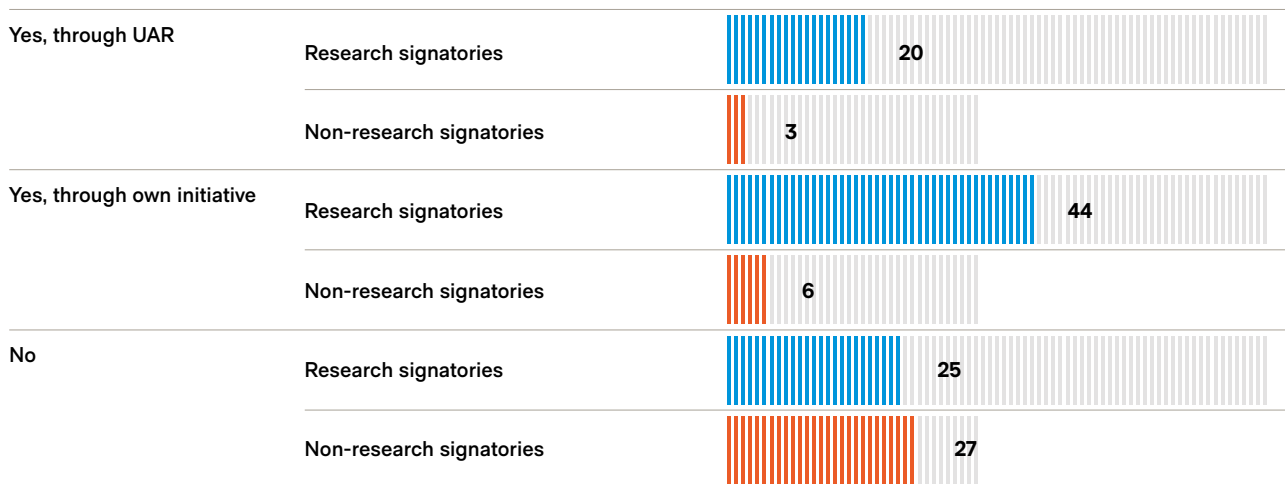 Yes, through UAR
Research signatories
20
Non-research signatories
3
Yes, through own initiative
Research signatories
44
Non-research signatories
6
No
Research signatories
25
Non-research signatories
27